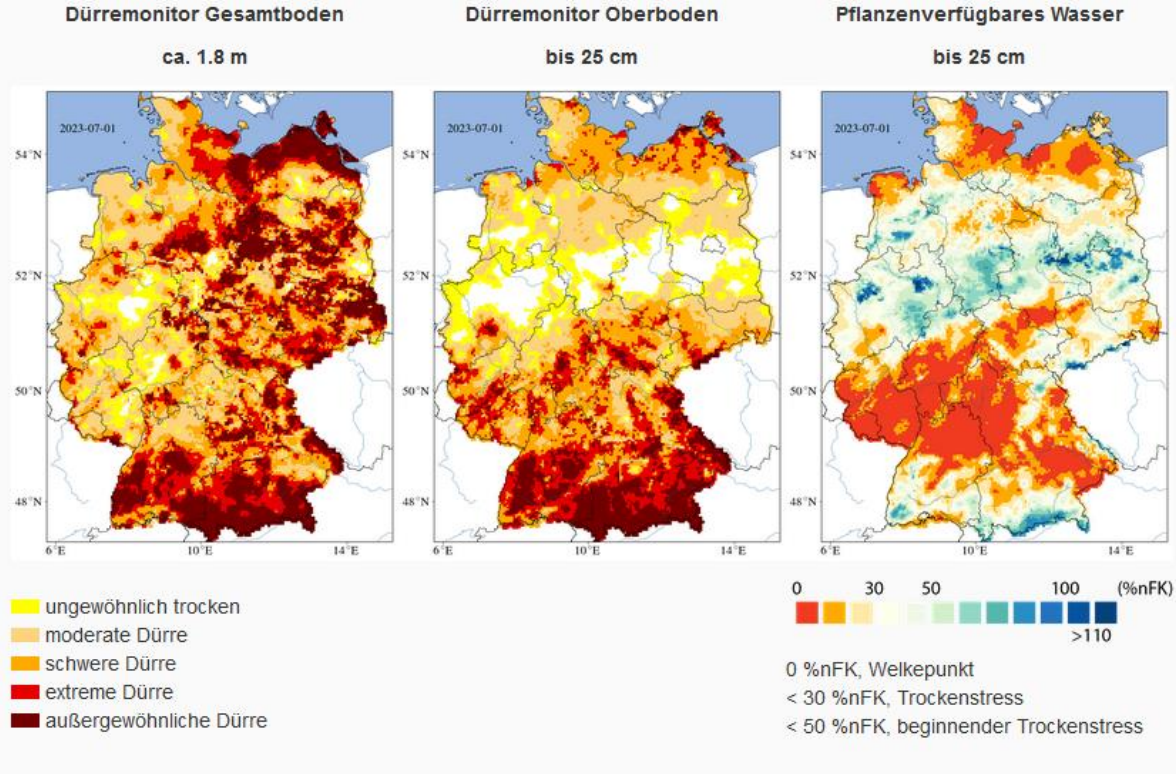 Dürremonitor Gesamtboden
ca. 1.8 m
Dürremonitor Oberboden
bis 25 cm
Pflanzenverfügbares Wasser
bis 25 cm
2023-07-01
54°N
52°N
50°N
48°N
6°E
10°E
14°E
2023-07-01
54°N
52°N
50°N
48°N
6°E
10°E
14°E
2023-07-01
54°N
52°N
50°N
48°N
6°E
10°E
14°E
ungewöhnlich trocken
moderate Dürre
schwere Dürre
extreme Dürre
außergewöhnliche Dürre
0 30 50 100 (%nFK)
>110
0 %nFK, Welkepunkt
< 30 %nFK, Trockenstress
< 50 %nFK, beginnender Trockenstress